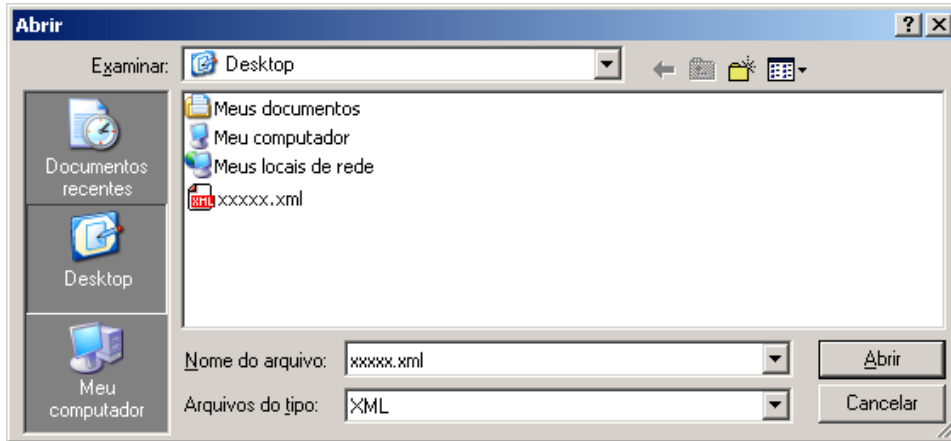 Abrir
Examinar:
Desktop
Documentos
recentes
Desktop
Meu
computador
Meus documentos
Meu computador
Meus locais de rede
XML xxxxx.xml
Nome do arquivo: xxxxx.xml
Abrir
Arquivos do tipo: XML
Cancelar